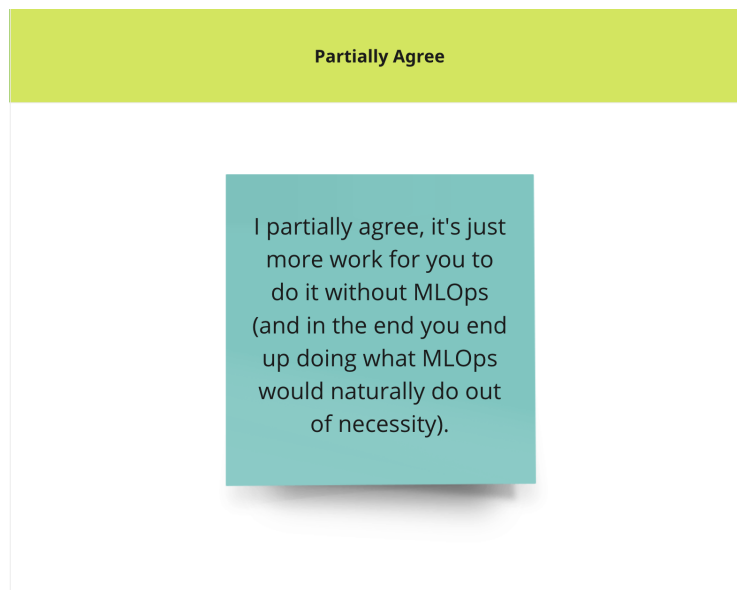 Partially Agree
I partially agree, it's just
more work for you to
do it without MLOps
(and in the end you end
up doing what MLOps
would naturally do out
of necessity).